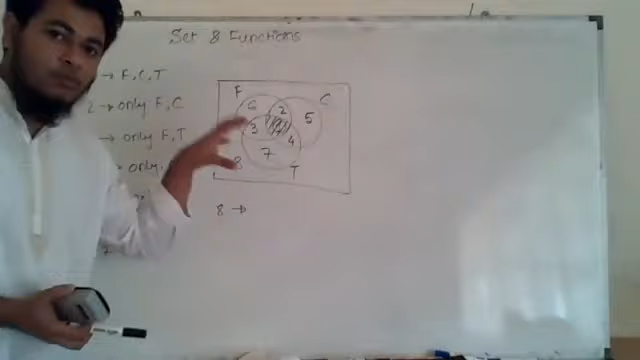 Set & Functions
→ F, C, T
2 → only F, C
→ only F, T
→ only
F
C
6
2
5
3
4
7
8
T
8 →